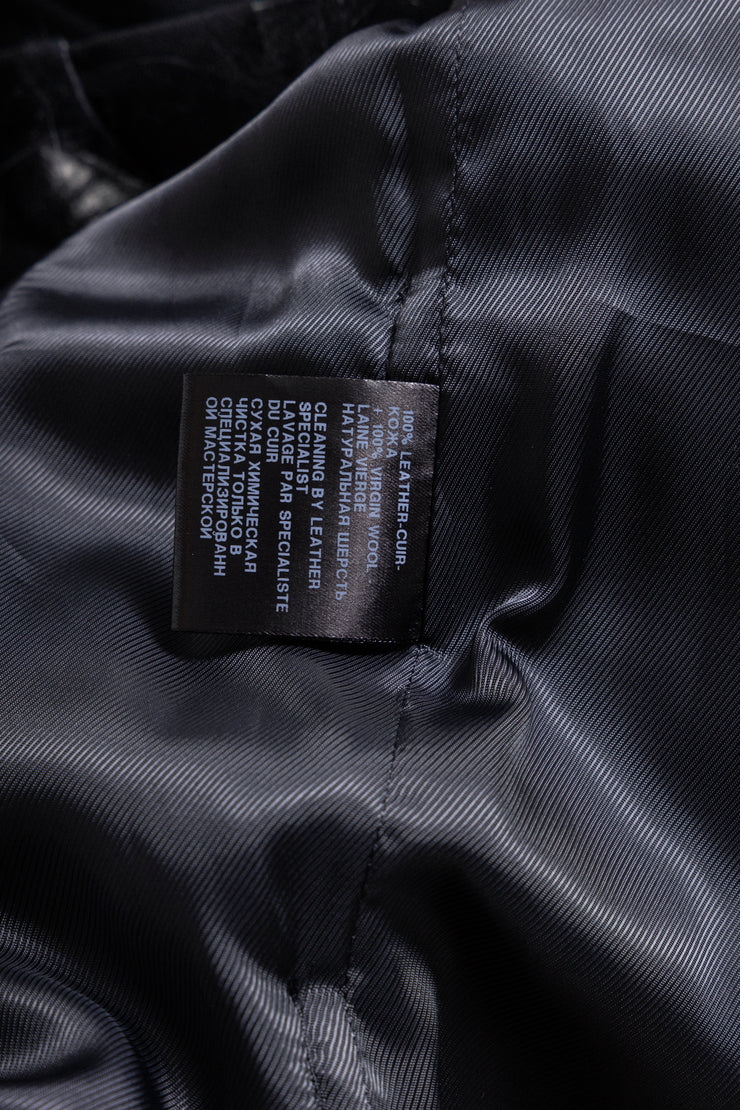 100% LEATHER-CUIR-
КОЖА
+ 100% VIRGIN WOOL
LAINE VIERGE
НАТУРАЛЬНАЯ ШЕРСТЬ
CLEANING BY LEATHER
SPECIALIST
LAVAGE PAR SPECIALISTE
DU CUIR
СУХАЯ ХИМИЧЕСКАЯ
ЧИСТКА ТОЛЬКО В
СПЕЦИАЛИЗИРОВАНН
ОЙ МАСТЕРСКОЙ